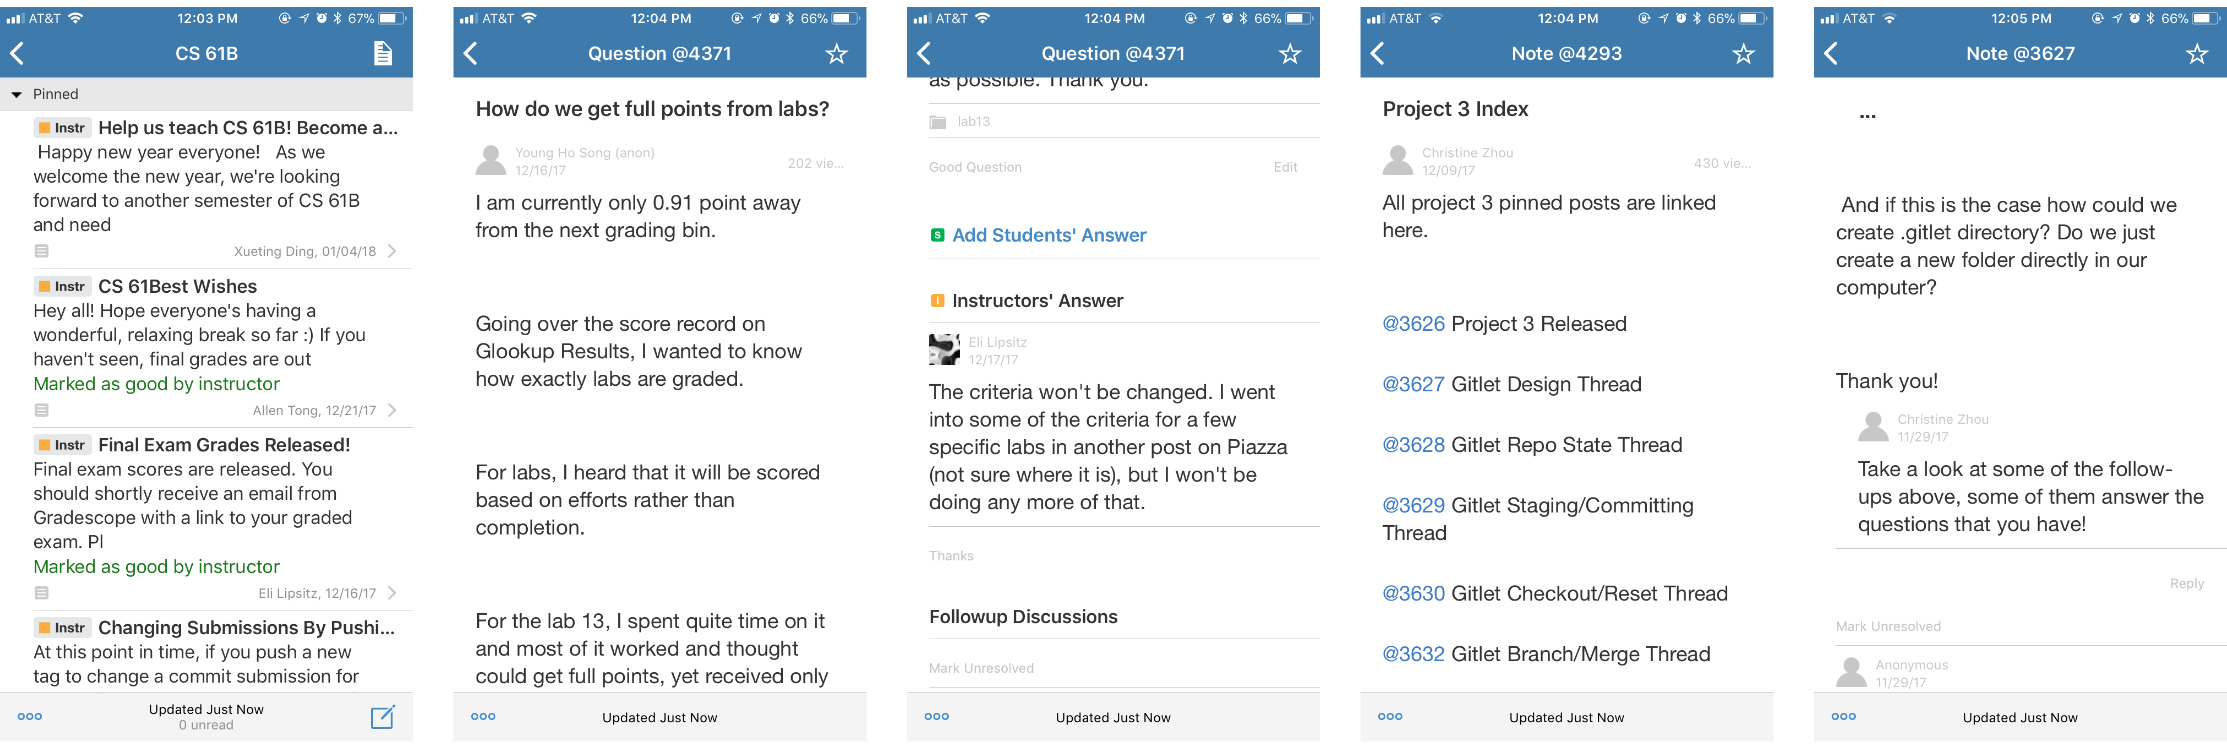 AT&T 12:03 PM 67%
CS 61B
Pinned
Instr Help us teach CS 61B! Become a...
Happy new year everyone! As we
welcome the new year, we're looking
forward to another semester of CS 61B
and need
Xueting Ding, 01/04/18
Instr CS 61Best Wishes
Hey all! Hope everyone's having a
wonderful, relaxing break so far :) If you
haven't seen, final grades are out
Marked as good by instructor
Allen Tong, 12/21/17
Instr Final Exam Grades Released!
Final exam scores are released. You
should shortly receive an email from
Gradescope with a link to your graded
exam. Pl
Marked as good by instructor
Eli Lipsitz, 12/16/17
Instr Changing Submissions By Pushi...
At this point in time, if you push a new
tag to change a commit submission for
Updated Just Now
0 unread
AT&T 12:04 PM 66%
Question @4371
How do we get full points from labs?
Young Ho Song (anon)
12/16/17
202 vie...
I am currently only 0.91 point away
from the next grading bin.
Going over the score record on
Glookup Results, I wanted to know
how exactly labs are graded.
For labs, I heard that it will be scored
based on efforts rather than
completion.
For the lab 13, I spent quite time on it
and most of it worked and thought
could get full points, yet received only
Updated Just Now
AT&T 12:04 PM 66%
Question @4371
as possible. Thank you.
lab13
Good Question Edit
S Add Students' Answer
i Instructors' Answer
Eli Lipsitz
12/17/17
The criteria won't be changed. I went
into some of the criteria for a few
specific labs in another post on Piazza
(not sure where it is), but I won't be
doing any more of that.
Thanks
Followup Discussions
Mark Unresolved
Updated Just Now
AT&T 12:04 PM 66%
Note @4293
Project 3 Index
Christine Zhou
12/09/17
430 vie...
All project 3 pinned posts are linked
here.
@3626 Project 3 Released
@3627 Gitlet Design Thread
@3628 Gitlet Repo State Thread
@3629 Gitlet Staging/Committing
Thread
@3630 Gitlet Checkout/Reset Thread
@3632 Gitlet Branch/Merge Thread
Updated Just Now
AT&T 12:05 PM 66%
Note @3627
...
And if this is the case how could we
create .gitlet directory? Do we just
create a new folder directly in our
computer?
Thank you!
Christine Zhou
11/29/17
Take a look at some of the follow-
ups above, some of them answer the
questions that you have!
Reply
Mark Unresolved
Anonymous
11/29/17
Updated Just Now